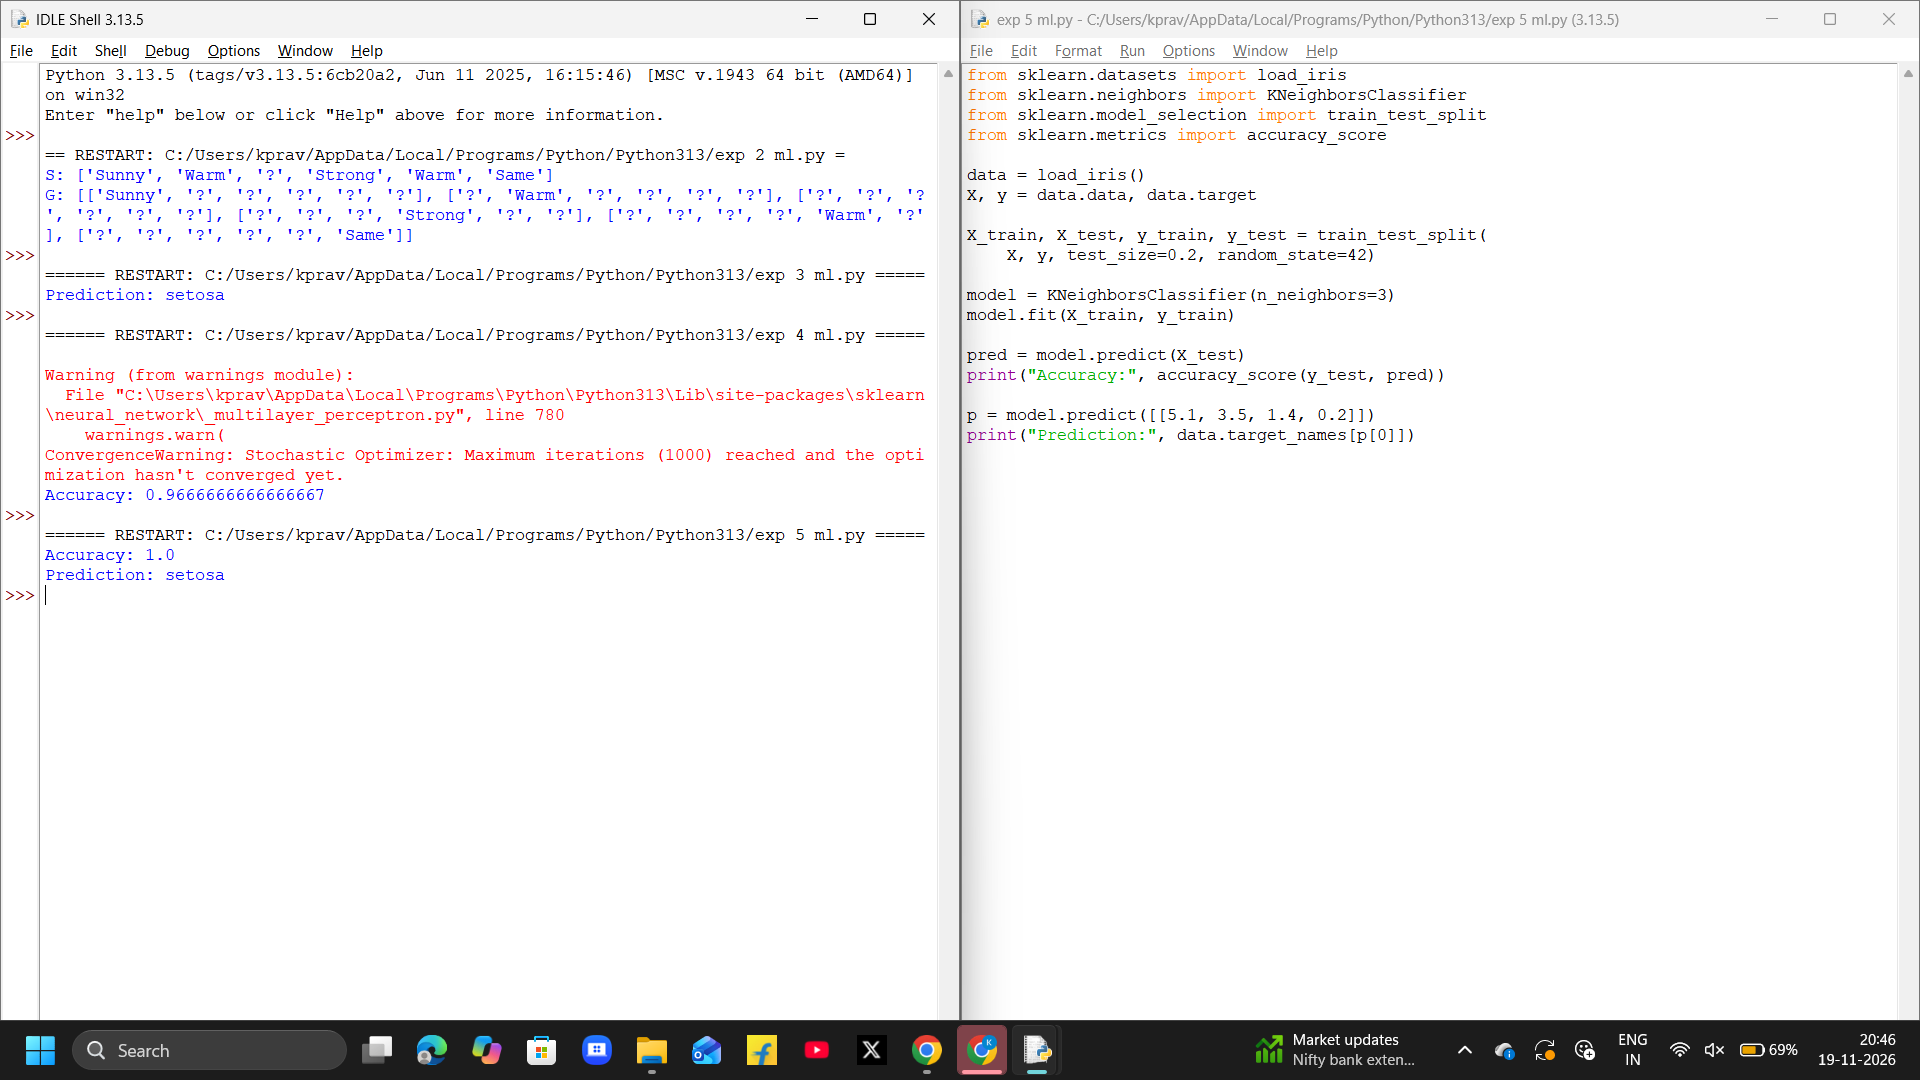 IDLE Shell 3.13.5
File Edit Shell Debug Options Window Help
Python 3.13.5 (tags/v3.13.5:6cb20a2, Jun 11 2025, 16:15:46) [MSC v.1943 64 bit (AMD64)]
on win32
Enter "help" below or click "Help" above for more information.
>>>
== RESTART: C:/Users/kprav/AppData/Local/Programs/Python/Python313/exp 2 ml.py =
S: ['Sunny', 'Warm', '?', 'Strong', 'Warm', 'Same']
G: [['Sunny', '?', '?', '?', '?', '?'], ['?', 'Warm', '?', '?', '?', '?'], ['?', '?', '?
', '?', '?', '?'], ['?', '?', '?', 'Strong', '?', '?'], ['?', '?', '?', '?', 'Warm', '?'
], ['?', '?', '?', '?', '?', 'Same']]
>>>
====== RESTART: C:/Users/kprav/AppData/Local/Programs/Python/Python313/exp 3 ml.py =====
Prediction: setosa
>>>
====== RESTART: C:/Users/kprav/AppData/Local/Programs/Python/Python313/exp 4 ml.py =====
Warning (from warnings module):
  File "C:\Users\kprav\AppData\Local\Programs\Python\Python313\Lib\site-packages\sklearn
\neural_network\_multilayer_perceptron.py", line 780
    warnings.warn(
ConvergenceWarning: Stochastic Optimizer: Maximum iterations (1000) reached and the opti
mization hasn't converged yet.
Accuracy: 0.9666666666666667
>>>
====== RESTART: C:/Users/kprav/AppData/Local/Programs/Python/Python313/exp 5 ml.py =====
Accuracy: 1.0
Prediction: setosa
>>>
exp 5 ml.py - C:/Users/kprav/AppData/Local/Programs/Python/Python313/exp 5 ml.py (3.13.5)
File Edit Format Run Options Window Help
from sklearn.datasets import load_iris
from sklearn.neighbors import KNeighborsClassifier
from sklearn.model_selection import train_test_split
from sklearn.metrics import accuracy_score
data = load_iris()
X, y = data.data, data.target
X_train, X_test, y_train, y_test = train_test_split(
    X, y, test_size=0.2, random_state=42)
model = KNeighborsClassifier(n_neighbors=3)
model.fit(X_train, y_train)
pred = model.predict(X_test)
print("Accuracy:", accuracy_score(y_test, pred))
p = model.predict([[5.1, 3.5, 1.4, 0.2]])
print("Prediction:", data.target_names[p[0]])
Search
Market updates
Nifty bank exten...
ENG
IN
69%
20:46
19-11-2026